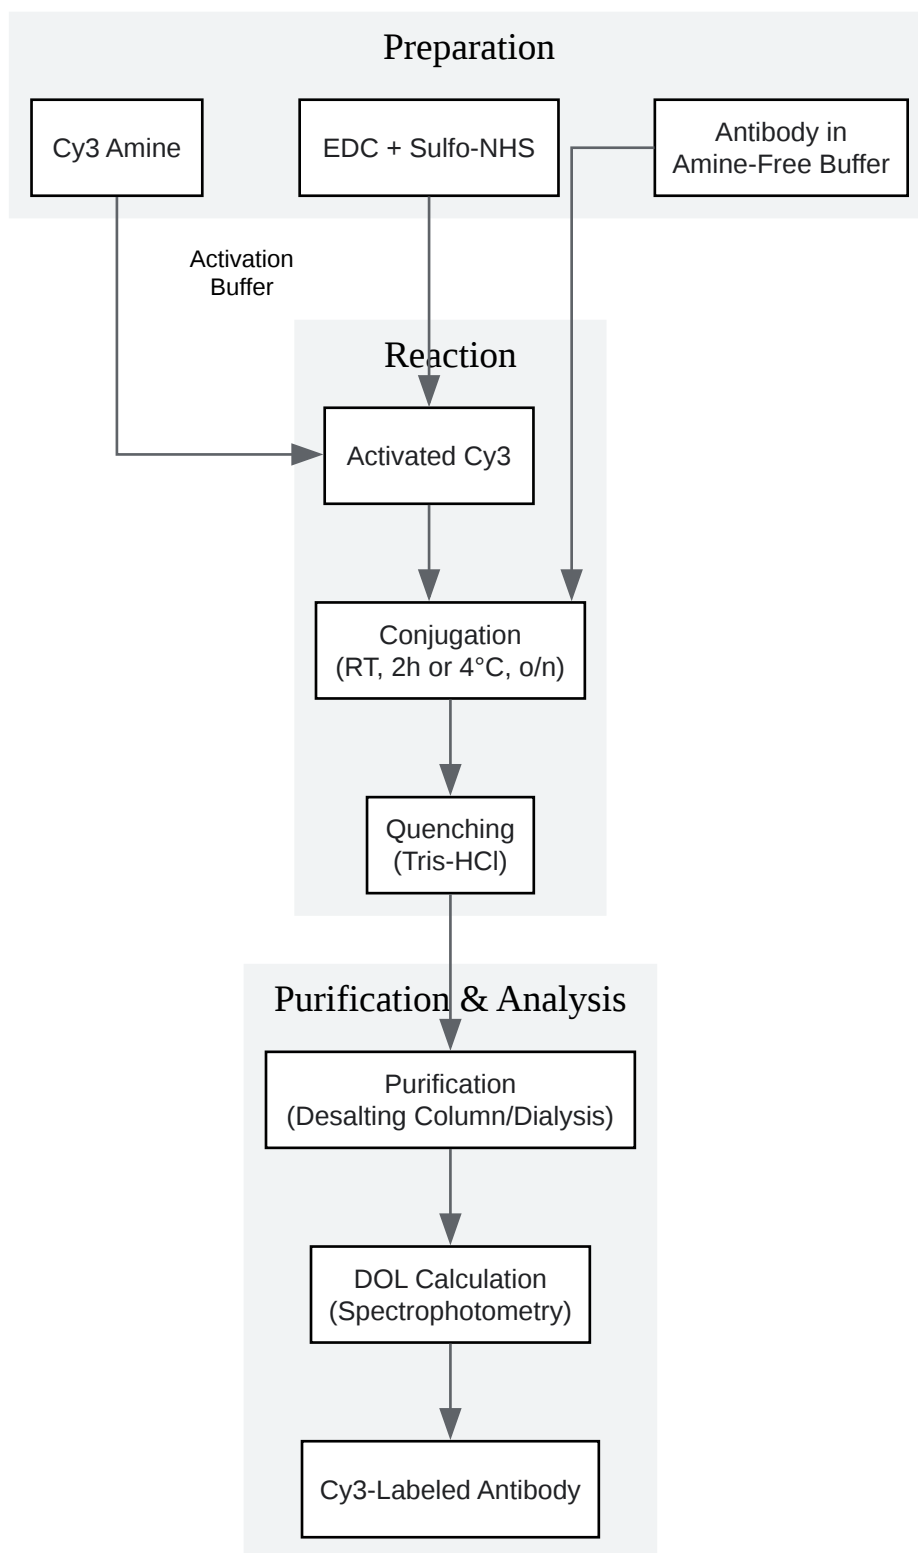 Preparation
Cy3 Amine
EDC + Sulfo-NHS
Antibody in
Amine-Free Buffer
Activation
Buffer
Reaction
Activated Cy3
Conjugation
(RT, 2h or 4°C, o/n)
Quenching
(Tris-HCl)
Purification & Analysis
Purification
(Desalting Column/Dialysis)
DOL Calculation
(Spectrophotometry)
Cy3-Labeled Antibody